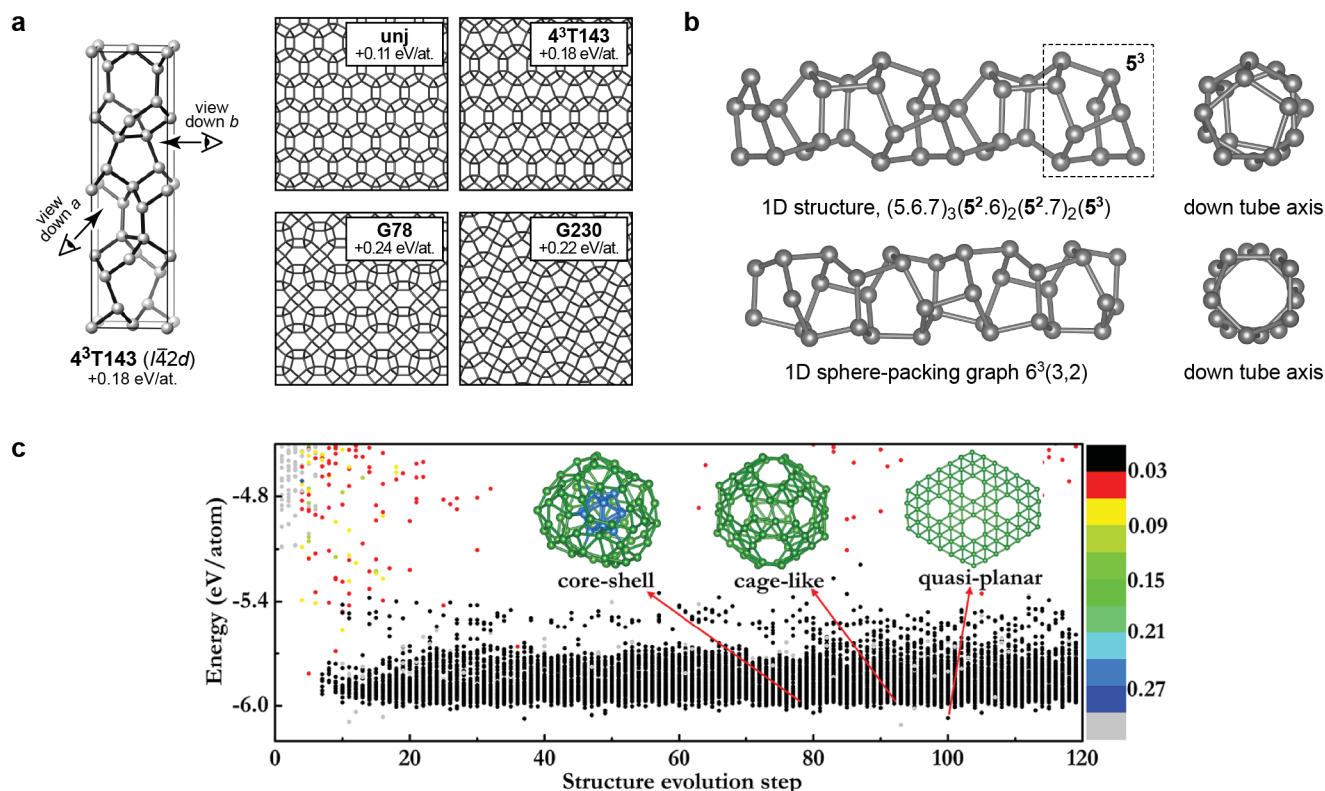 a
view
down b
view
down a
4³T143 (I4̅2d)
+0.18 eV/at.
unj
+0.11 eV/at.
4³T143
+0.18 eV/at.
G78
+0.24 eV/at.
G230
+0.22 eV/at.
b
5³
1D structure, (5.6.7)₃(5².6)₂(5².7)₂(5³)
down tube axis
1D sphere-packing graph 6³(3,2)
down tube axis
c
Energy (eV/atom)
-4.8
-5.4
-6.0
core-shell
cage-like
quasi-planar
0.03
0.09
0.15
0.21
0.27
0
20
40
60
80
100
120
Structure evolution step